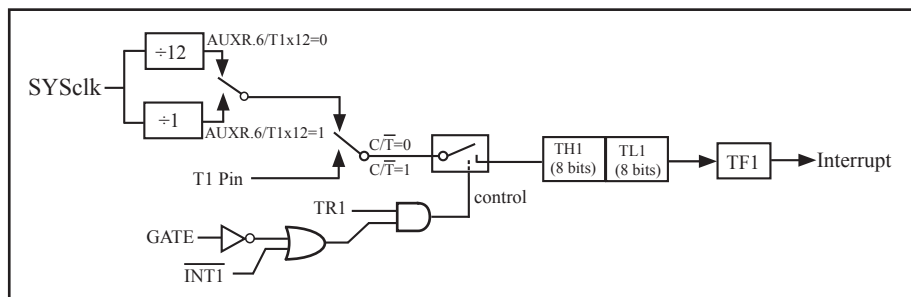 ÷12
AUXR.6/T1x12=0
SYSclk
÷1
AUXR.6/T1x12=1
C/T̅=0
C/T̅=1
T1 Pin
TH1
(8 bits)
TL1
(8 bits)
TF1
Interrupt
control
TR1
GATE
I̅N̅T̅1̅